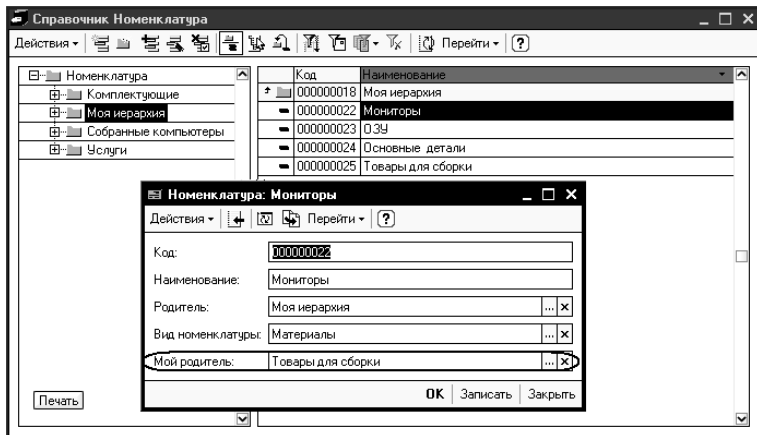 Справочник Номенклатура
Действия Перейти ?
Номенклатура
Комплектующие
Моя иерархия
Собранные компьютеры
Услуги
Код Наименование
000000018 Моя иерархия
000000022 Мониторы
000000023 ОЗУ
000000024 Основные детали
000000025 Товары для сборки
Номенклатура: Мониторы
Действия Перейти ?
Код: 000000022
Наименование: Мониторы
Родитель: Моя иерархия ... x
Вид номенклатуры: Материалы ... x
Мой родитель: Товары для сборки ... x
OK Записать Закрыть
Печать